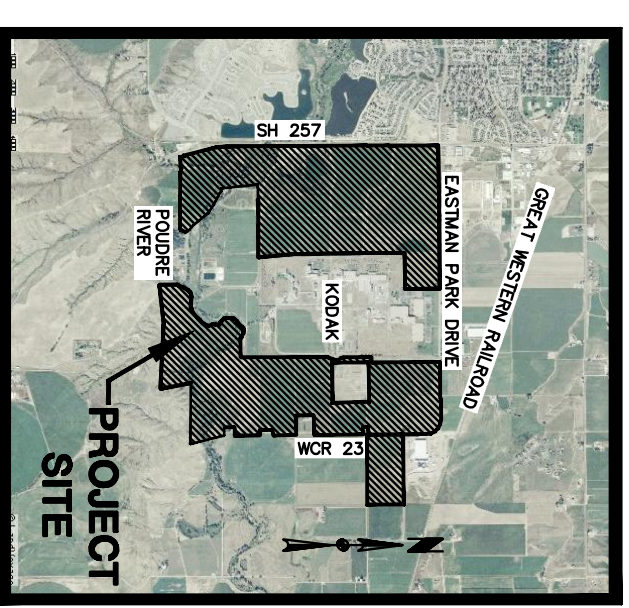 SH 257
EASTMAN PARK DRIVE
GREAT WESTERN RAILROAD
POUDRE
RIVER
KODAK
WCR 23
PROJECT
SITE
N